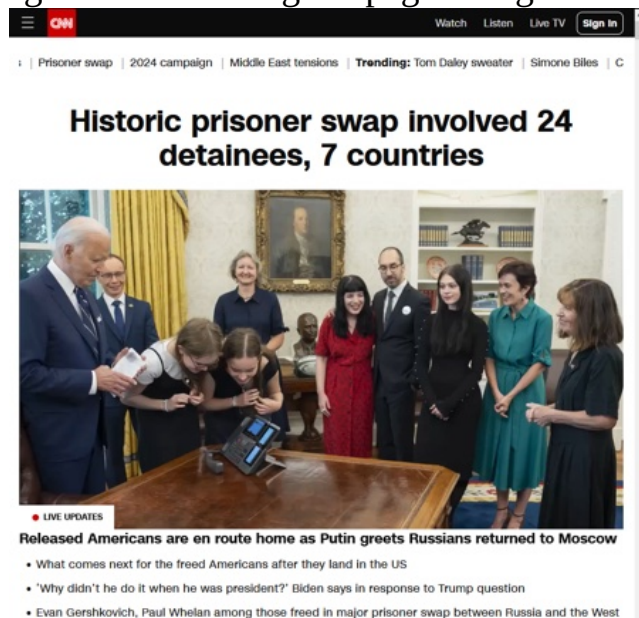 CNN Watch Listen Live TV Sign in
Prisoner swap | 2024 campaign | Middle East tensions | Trending: Tom Daley sweater | Simone Biles | C
Historic prisoner swap involved 24
detainees, 7 countries
LIVE UPDATES
Released Americans are en route home as Putin greets Russians returned to Moscow
• What comes next for the freed Americans after they land in the US
• 'Why didn't he do it when he was president?' Biden says in response to Trump question
• Evan Gershkovich, Paul Whelan among those freed in major prisoner swap between Russia and the West